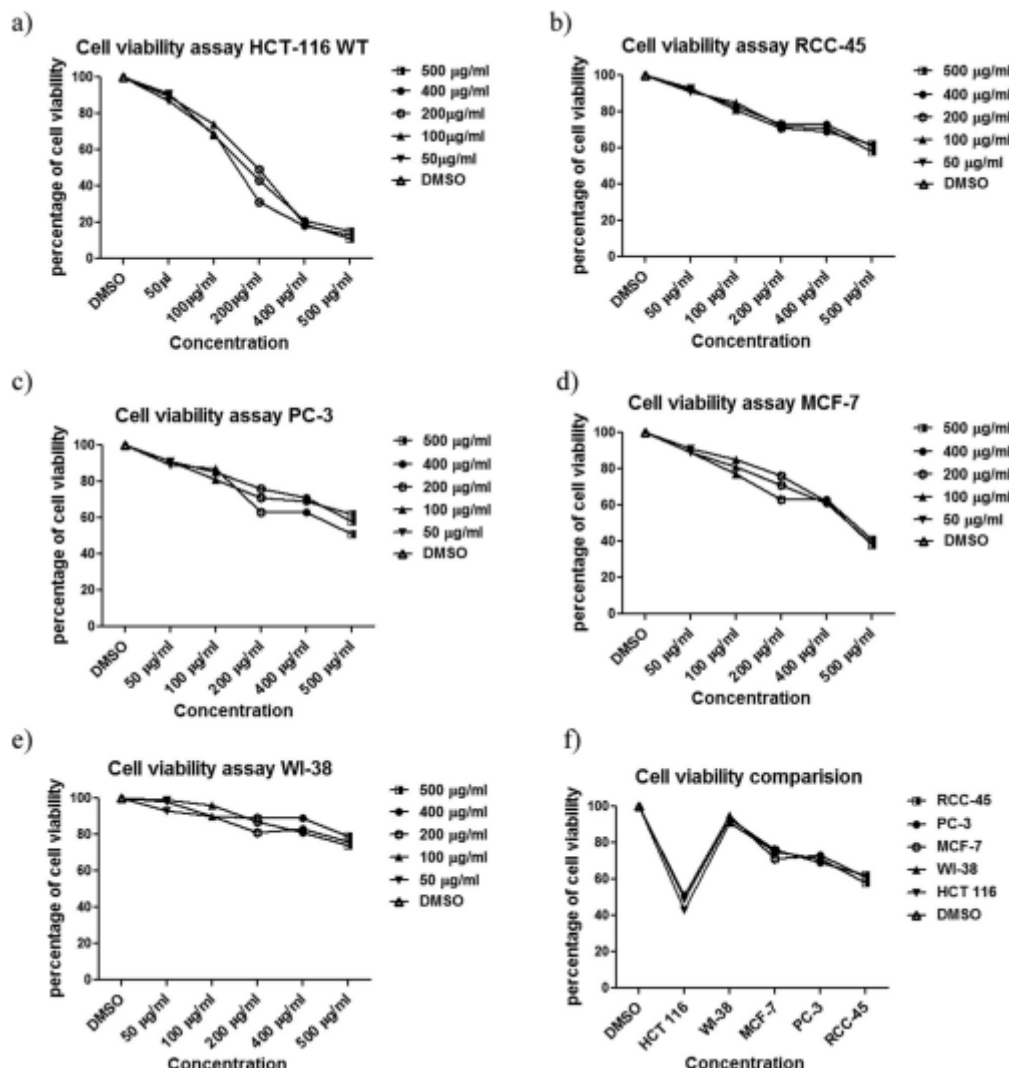 a)
Cell viability assay HCT-116 WT
percentage of cell viability
100
80
60
40
20
0
DMSO
50µl
100µg/ml
200µg/ml
400 µg/ml
500 µg/ml
Concentration
500 µg/ml
400 µg/ml
200µg/ml
100µg/ml
50µg/ml
DMSO
b)
Cell viability assay RCC-45
percentage of cell viability
100
80
60
40
20
0
DMSO
50 µg/ml
100 µg/ml
200 µg/ml
400 µg/ml
500 µg/ml
Concentration
500 µg/ml
400 µg/ml
200 µg/ml
100 µg/ml
50 µg/ml
DMSO
c)
Cell viability assay PC-3
percentage of cell viability
100
80
60
40
20
0
DMSO
50 µg/ml
100 µg/ml
200 µg/ml
400 µg/ml
500 µg/ml
Concentration
500 µg/ml
400 µg/ml
200 µg/ml
100 µg/ml
50 µg/ml
DMSO
d)
Cell viability assay MCF-7
percentage of cell viability
100
80
60
40
20
0
DMSO
50 µg/ml
100 µg/ml
200 µg/ml
400 µg/ml
500 µg/ml
Concentration
500 µg/ml
400 µg/ml
200 µg/ml
100 µg/ml
50 µg/ml
DMSO
e)
Cell viability assay WI-38
percentage of cell viability
100
80
60
40
20
0
DMSO
50 µg/ml
100 µg/ml
200 µg/ml
400 µg/ml
500 µg/ml
Concentration
500 µg/ml
400 µg/ml
200 µg/ml
100 µg/ml
50 µg/ml
DMSO
f)
Cell viability comparision
percentage of cell viability
100
80
60
40
20
0
DMSO
HCT 116
WI-38
MCF-7
PC-3
RCC-45
Concentration
RCC-45
PC-3
MCF-7
WI-38
HCT 116
DMSO